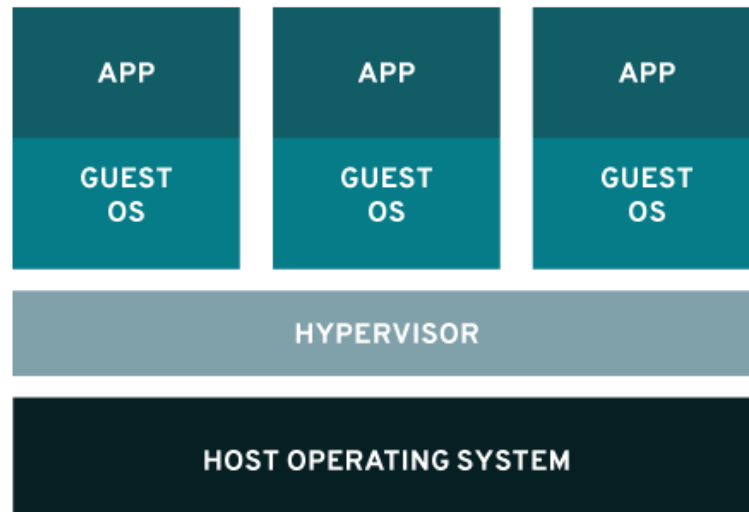 APP
APP
APP
GUEST
OS
GUEST
OS
GUEST
OS
HYPERVISOR
HOST OPERATING SYSTEM